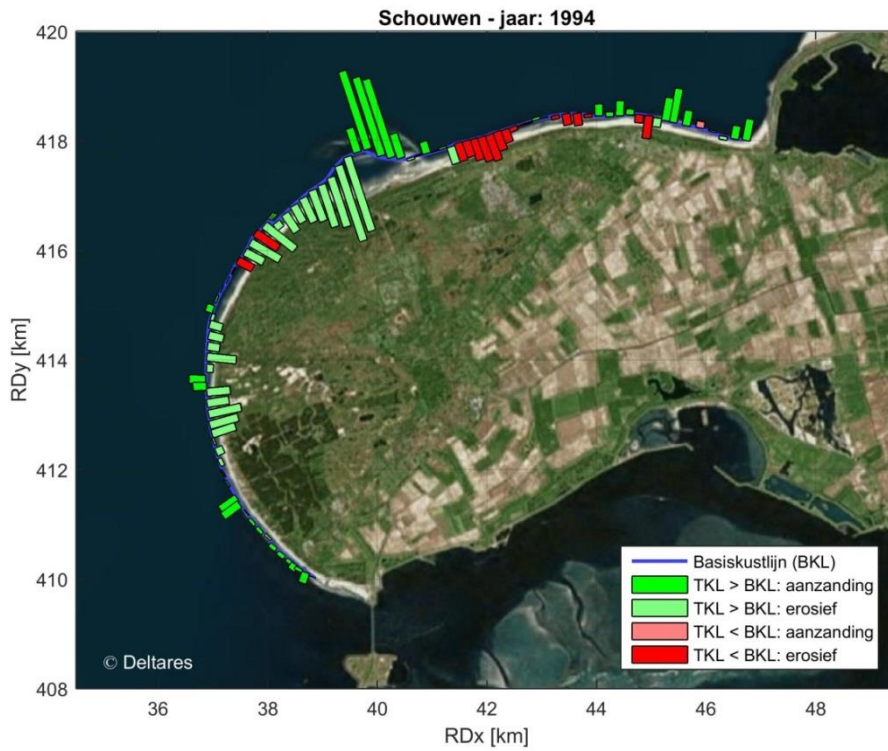 Schouwen - jaar: 1994
420
418
416
414
412
410
408
RDy [km]
36
38
40
42
44
46
48
RDx [km]
Basiskustlijn (BKL)
TKL > BKL: aanzanding
TKL > BKL: erosief
TKL < BKL: aanzanding
TKL < BKL: erosief
© Deltares